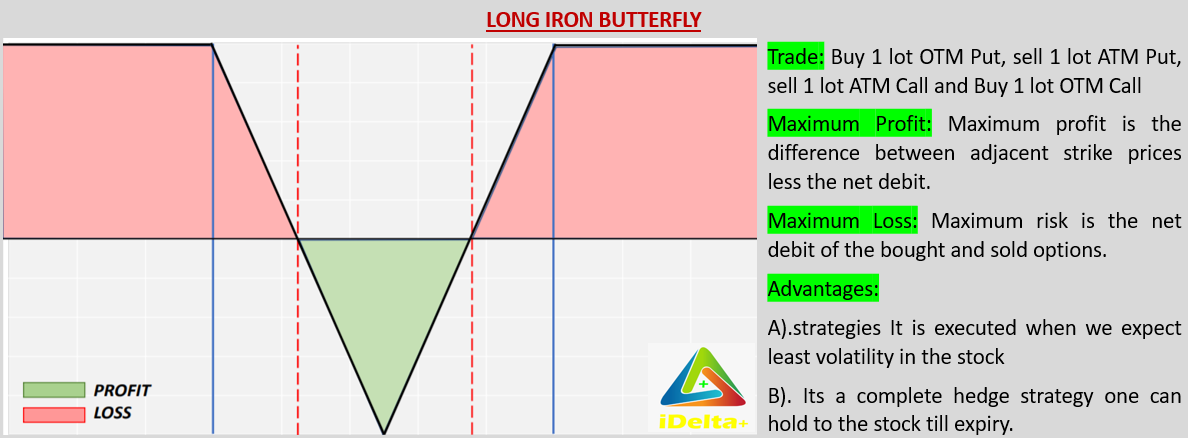 LONG IRON BUTTERFLY
Trade: Buy 1 lot OTM Put, sell 1 lot ATM Put,
sell 1 lot ATM Call and Buy 1 lot OTM Call
Maximum Profit: Maximum profit is the
difference between adjacent strike prices
less the net debit.
Maximum Loss: Maximum risk is the net
debit of the bought and sold options.
Advantages:
A).strategies It is executed when we expect
least volatility in the stock
B). Its a complete hedge strategy one can
hold to the stock till expiry.
PROFIT
LOSS
iDelta+